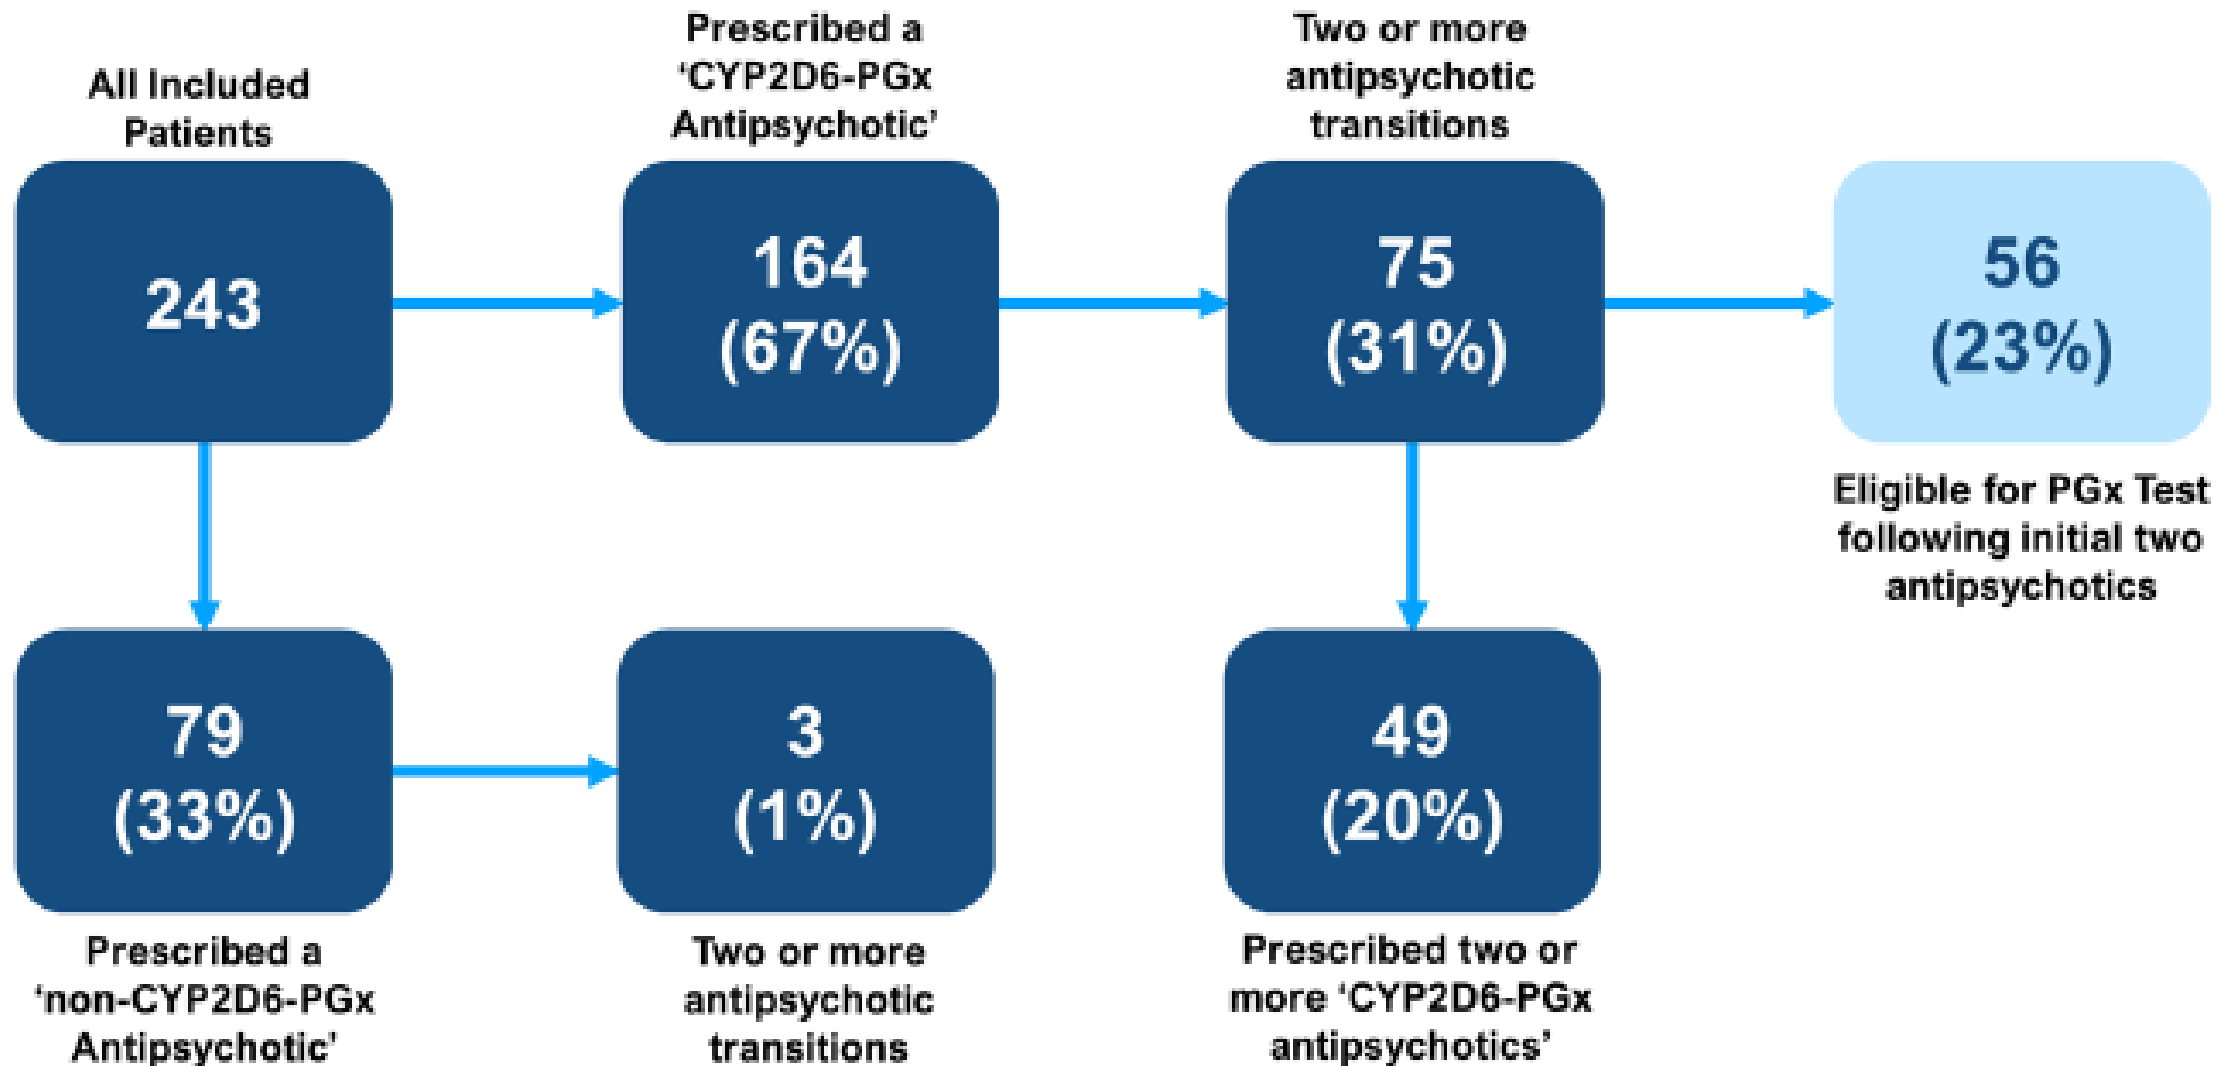 All Included
Patients
243
Prescribed a
‘CYP2D6-PGx
Antipsychotic’
164
(67%)
Two or more
antipsychotic
transitions
75
(31%)
56
(23%)
Eligible for PGx Test
following initial two
antipsychotics
79
(33%)
Prescribed a
‘non-CYP2D6-PGx
Antipsychotic’
3
(1%)
Two or more
antipsychotic
transitions
49
(20%)
Prescribed two or
more ‘CYP2D6-PGx
antipsychotics’